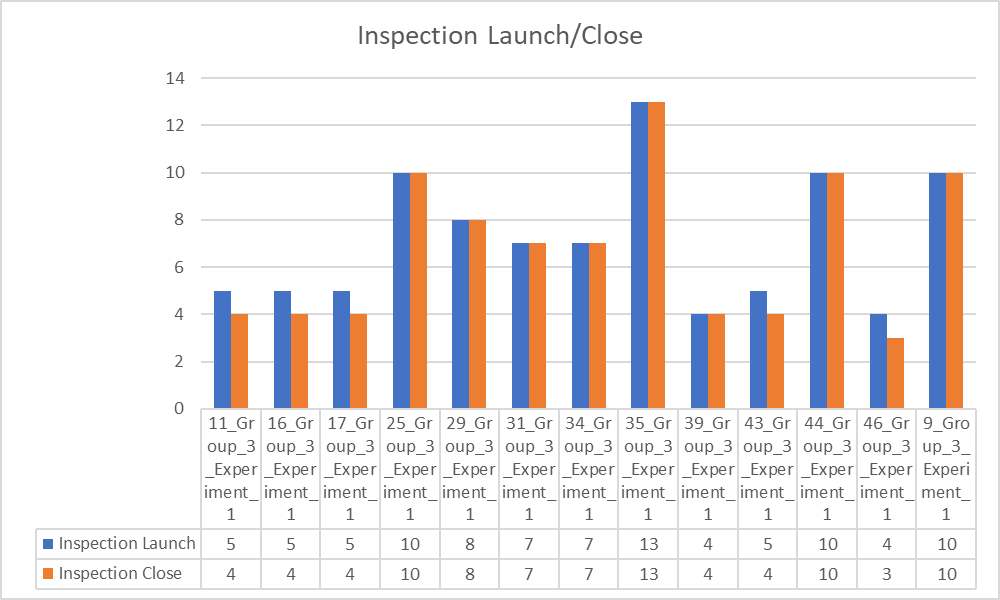 Inspection Launch/Close
14
12
10
8
6
4
2
0
11_Gr 16_Gr 17_Gr 25_Gr 29_Gr 31_Gr 34_Gr 35_Gr 39_Gr 43_Gr 44_Gr 46_Gr 9_Gro
oup_3 oup_3 oup_3 oup_3 oup_3 oup_3 oup_3 oup_3 oup_3 oup_3 oup_3 oup_3 up_3_
_Exper _Exper _Exper _Exper _Exper _Exper _Exper _Exper _Exper _Exper _Exper _Exper Experi
iment_ iment_ iment_ iment_ iment_ iment_ iment_ iment_ iment_ iment_ iment_ iment_ ment_
1 1 1 1 1 1 1 1 1 1 1 1 1
Inspection Launch 5 5 5 10 8 7 7 13 4 5 10 4 10
Inspection Close 4 4 4 10 8 7 7 13 4 4 10 3 10